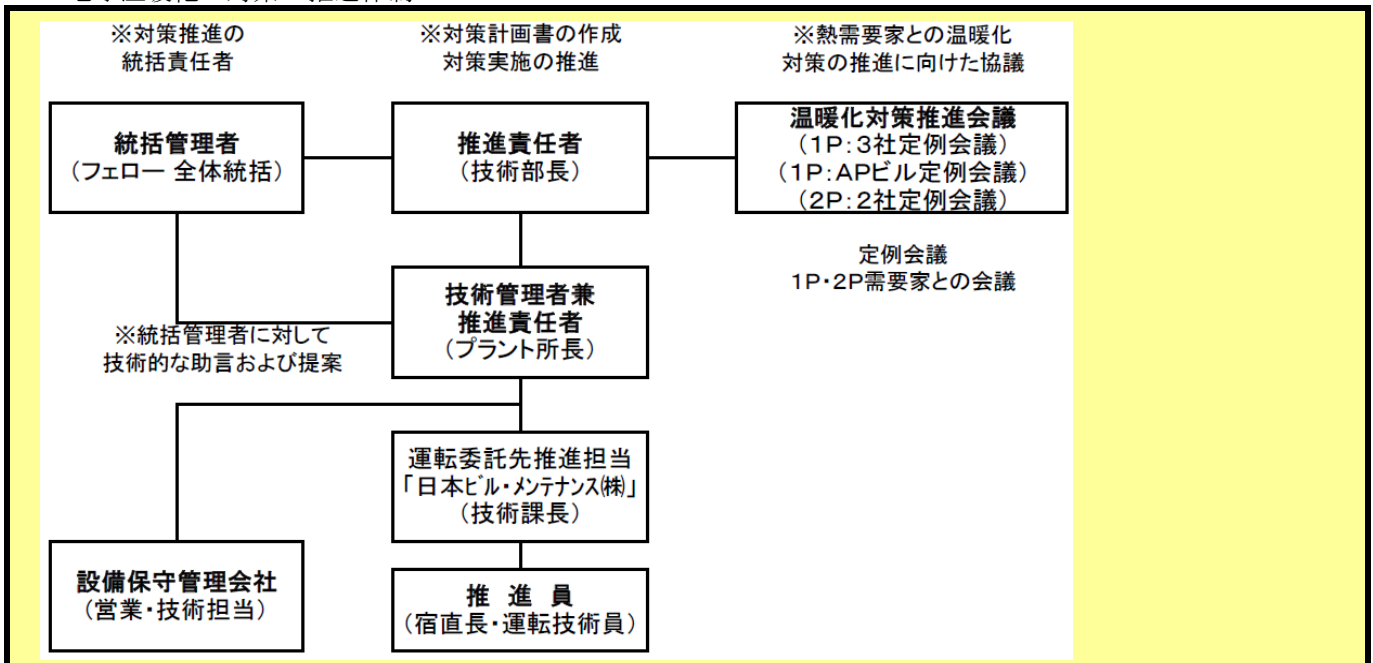 ※対策推進の
統括責任者
※対策計画書の作成
対策実施の推進
※熱需要家との温暖化
対策の推進に向けた協議
統括管理者
(フェロー 全体統括)
推進責任者
(技術部長)
温暖化対策推進会議
(1P:3社定例会議)
(1P:APビル定例会議)
(2P:2社定例会議)
定例会議
1P・2P需要家との会議
技術管理者兼
推進責任者
(プラント所長)
※統括管理者に対して
技術的な助言および提案
運転委託先推進担当
「日本ビル・メンテナンス㈱」
(技術課長)
設備保守管理会社
(営業・技術担当)
推 進 員
(宿直長・運転技術員)